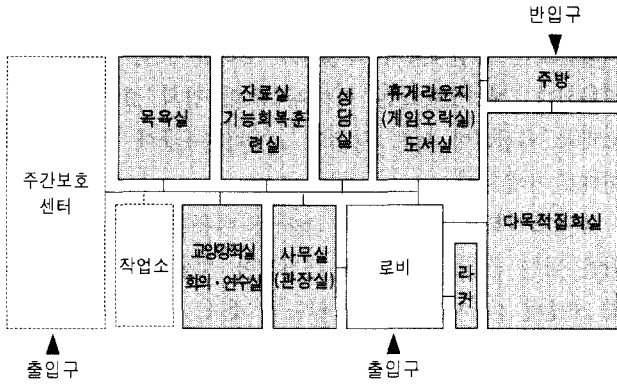 반입구
목욕실
진료실
기능회복훈
련실
상
담
실
휴게라운지
(게임오락실)
도서실
주방
주간보호
센터
작업소
교양강좌실
회의·연수실
사무실
(관장실)
로비
라
커
다목적집회실
출입구
출입구